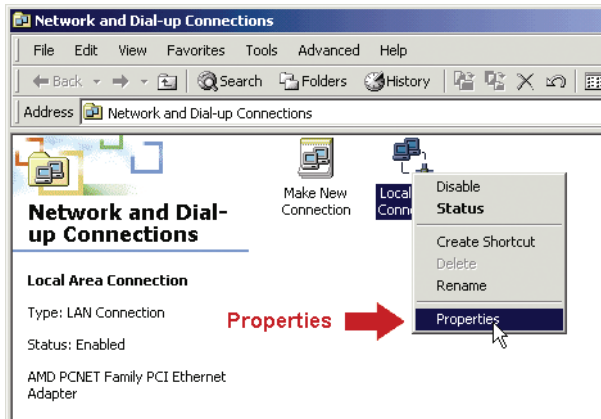 Network and Dial-up Connections
File Edit View Favorites Tools Advanced Help
Back Search Folders History
Address Network and Dial-up Connections
Network and Dial-
up Connections
Local Area Connection
Type: LAN Connection
Status: Enabled
AMD PCNET Family PCI Ethernet
Adapter
Make New
Connection
Local
Disable
Status
Create Shortcut
Delete
Rename
Properties
Properties